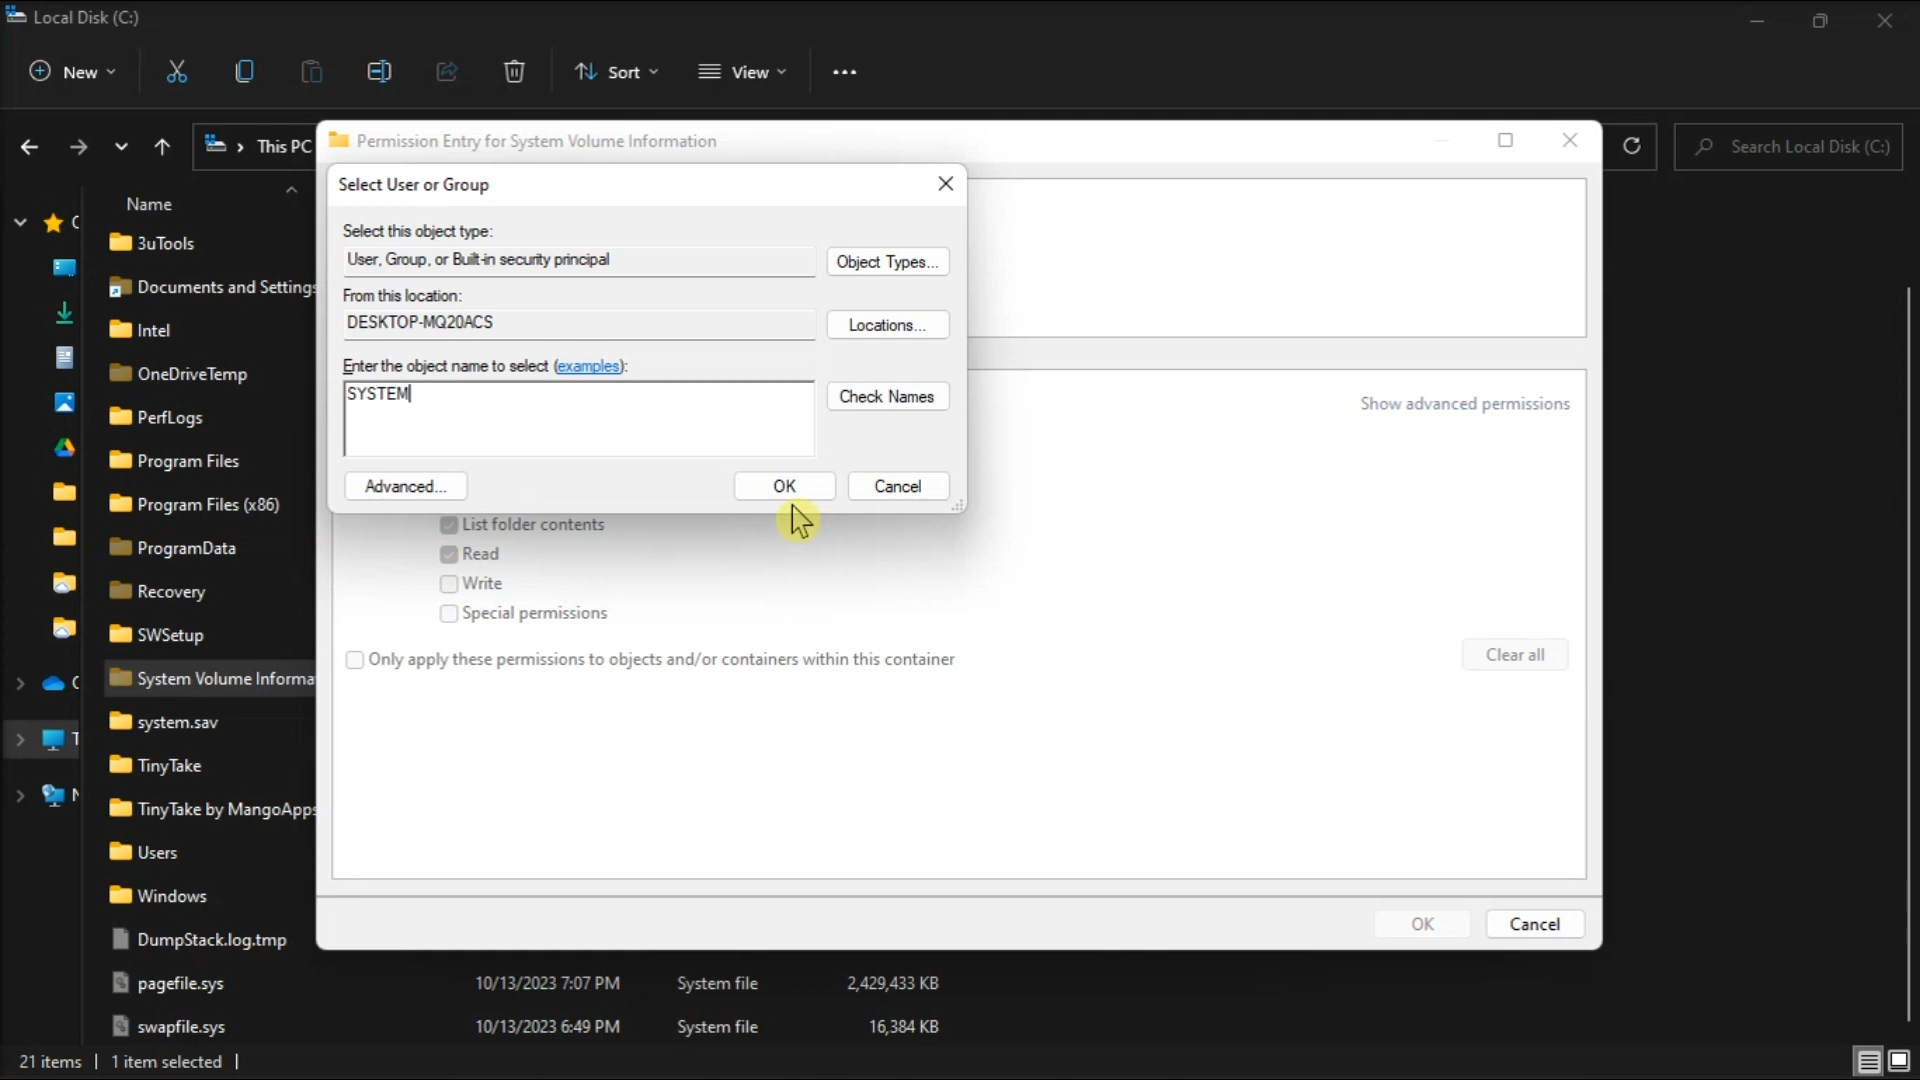 Local Disk (C:)
New
Sort
View
This PC
Search Local Disk (C:)
Permission Entry for System Volume Information
Select User or Group
Select this object type:
User, Group, or Built-in security principal
Object Types...
From this location:
DESKTOP-MQ20ACS
Locations...
Enter the object name to select (examples):
SYSTEM
Check Names
Advanced...
OK
Cancel
Show advanced permissions
List folder contents
Read
Write
Special permissions
Only apply these permissions to objects and/or containers within this container
Clear all
OK
Cancel
Name
3uTools
Documents and Settings
Intel
OneDriveTemp
PerfLogs
Program Files
Program Files (x86)
ProgramData
Recovery
SWSetup
System Volume Informa
system.sav
TinyTake
TinyTake by MangoApps
Users
Windows
DumpStack.log.tmp
pagefile.sys 10/13/2023 7:07 PM System file 2,429,433 KB
swapfile.sys 10/13/2023 6:49 PM System file 16,384 KB
21 items
1 item selected